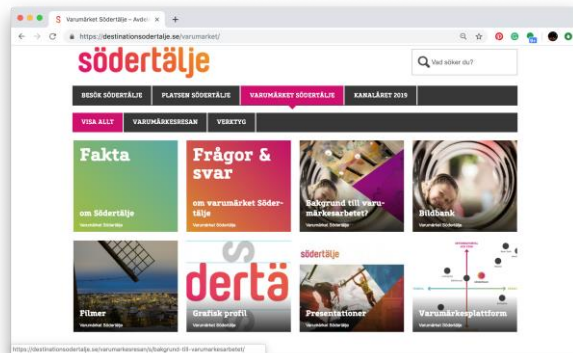 Varumärket Södertälje – Avdel
https://destinationsodertalje.se/varumarket/
södertälje
Vad söker du?
BESÖK SÖDERTÄLJE
PLATSEN SÖDERTÄLJE
VARUMÄRKET SÖDERTÄLJE
KANALÅRET 2019
VISA ALLT
VARUMÄRKESRESAN
VERKTYG
Fakta
om Södertälje
Varumärket Södertälje
Frågor &
svar
om varumärket Söder-
tälje
Varumärket Södertälje
Bakgrund till varu-
märkesarbetet?
Varumärket Södertälje
Bildbank
Varumärket Södertälje
Filmer
Varumärket Södertälje
dertä
Grafisk profil
Varumärket Södertälje
södertälje
Presentationer
Varumärket Södertälje
Varumärkesplattform
Varumärket Södertälje
https://destinationsodertalje.se/varumarkesresan/s/bakgrund-till-varumarkesarbetet/